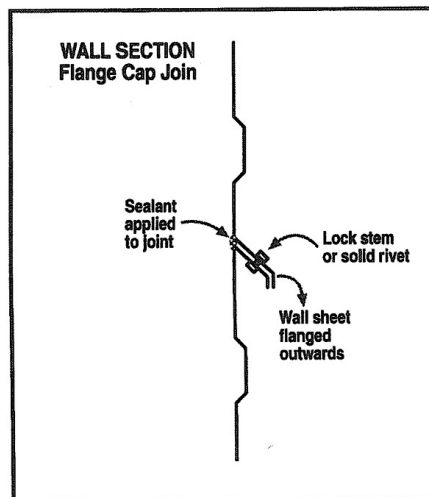 WALL SECTION
Flange Cap Join
Sealant
applied
to joint
Lock stem
or solid rivet
Wall sheet
flanged
outwards